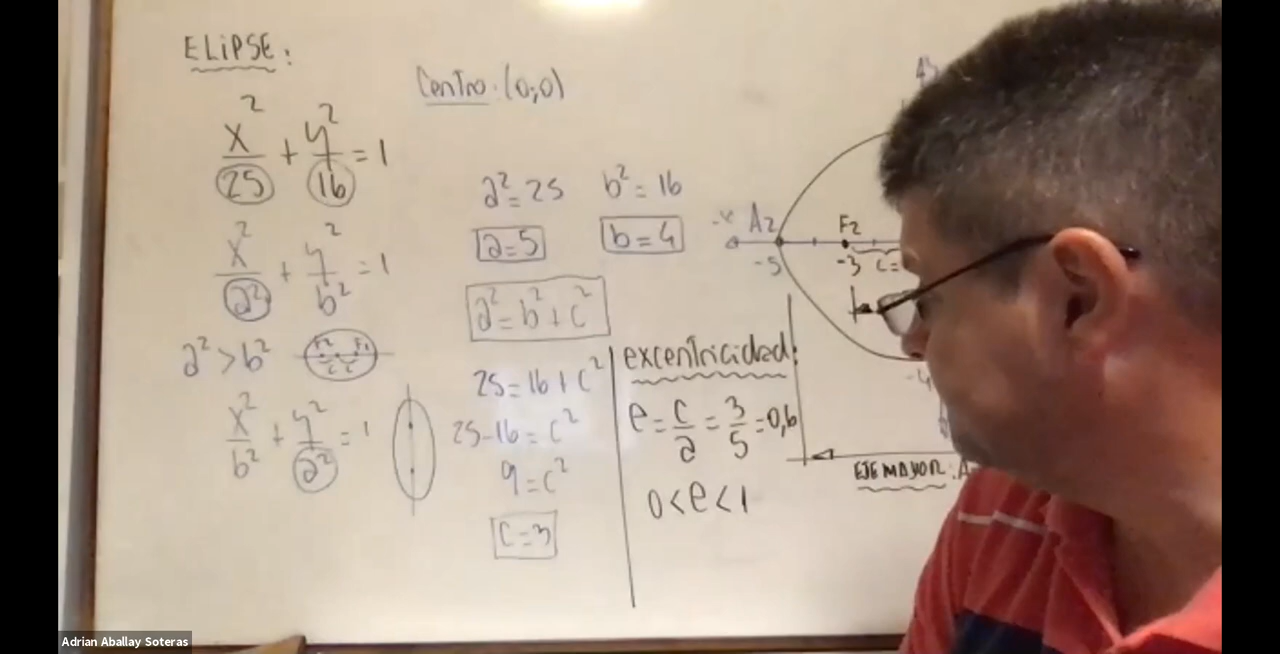 ELIPSE:
Centro: (0;0)
x²/25 + y²/16 = 1
a² = 25 b² = 16
a = 5 b = 4
x²/a² + y²/b² = 1
a² = b² + c²
a² > b²
F2 F1
c c
25 = 16 + c²
x²/b² + y²/a² = 1
25 - 16 = c²
9 = c²
c = 3
excentricidad:
e = c/a = 3/5 = 0,6
0 < e < 1
-x A2 F2
-5 -3 c =
-4
EJE MAYOR: A
Adrian Aballay Soteras